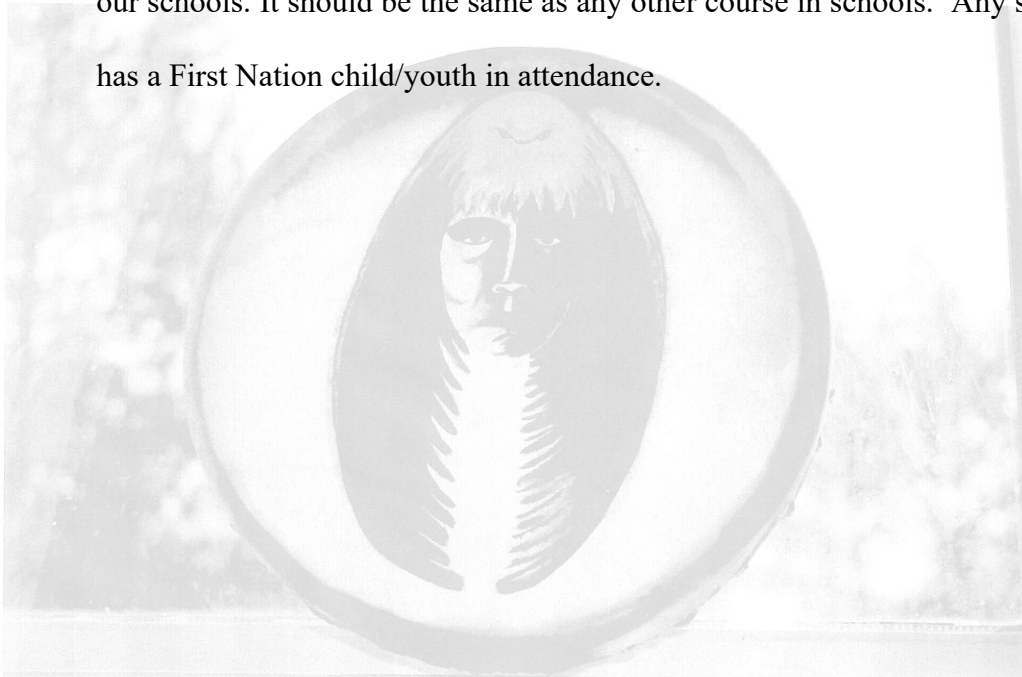 our schools. It should be the same as any other course in schools. Any
has a First Nation child/youth in attendance.